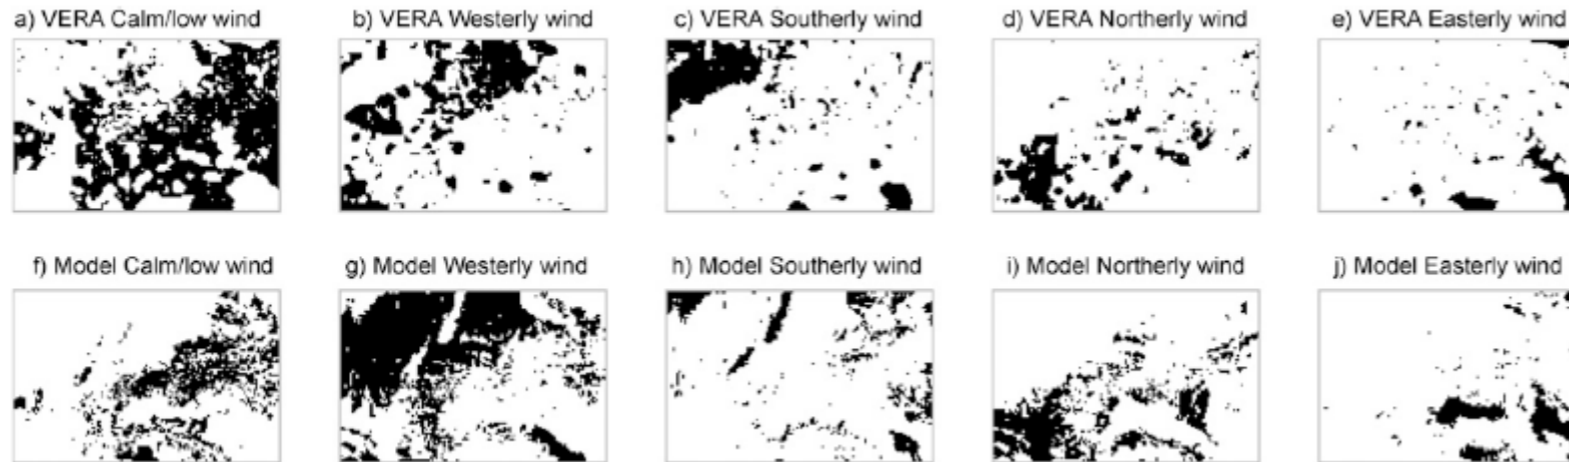 a) VERA Calm/low wind
b) VERA Westerly wind
c) VERA Southerly wind
d) VERA Northerly wind
e) VERA Easterly wind
f) Model Calm/low wind
g) Model Westerly wind
h) Model Southerly wind
i) Model Northerly wind
j) Model Easterly wind